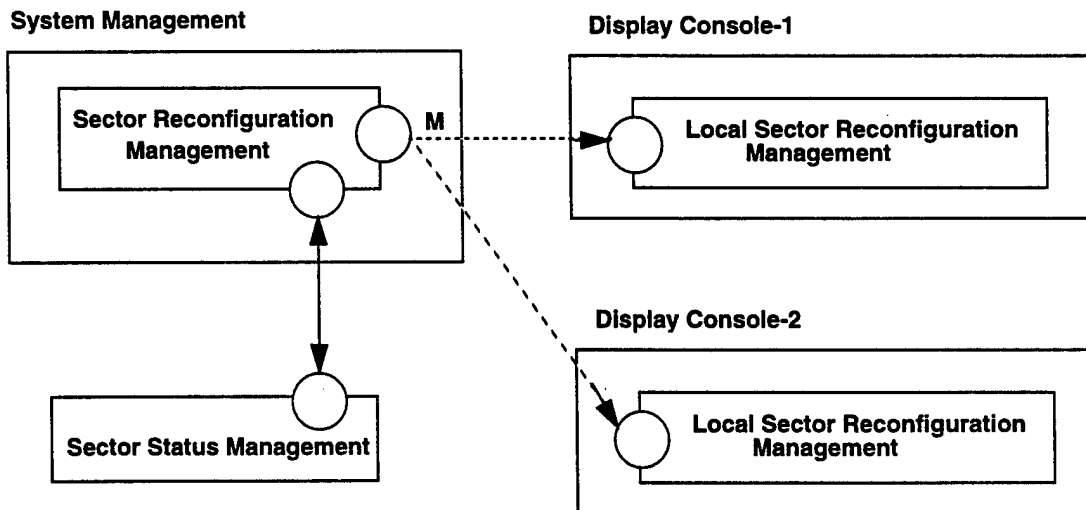 System Management
Sector Reconfiguration
Management
M
Display Console-1
Local Sector Reconfiguration
Management
Sector Status Management
Display Console-2
Local Sector Reconfiguration
Management